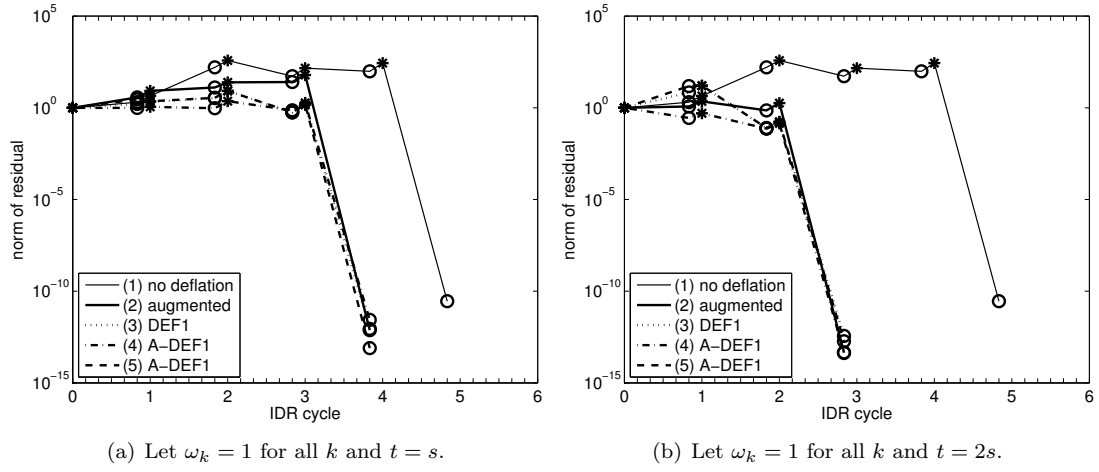 10^5
10^0
10^−5
10^−10
10^−15
norm of residual
(1) no deflation
(2) augmented
(3) DEF1
(4) A−DEF1
(5) A−DEF1
0 1 2 3 4 5 6
IDR cycle
(a) Let ω_k = 1 for all k and t = s.
10^5
10^0
10^−5
10^−10
10^−15
norm of residual
(1) no deflation
(2) augmented
(3) DEF1
(4) A−DEF1
(5) A−DEF1
0 1 2 3 4 5 6
IDR cycle
(b) Let ω_k = 1 for all k and t = 2s.